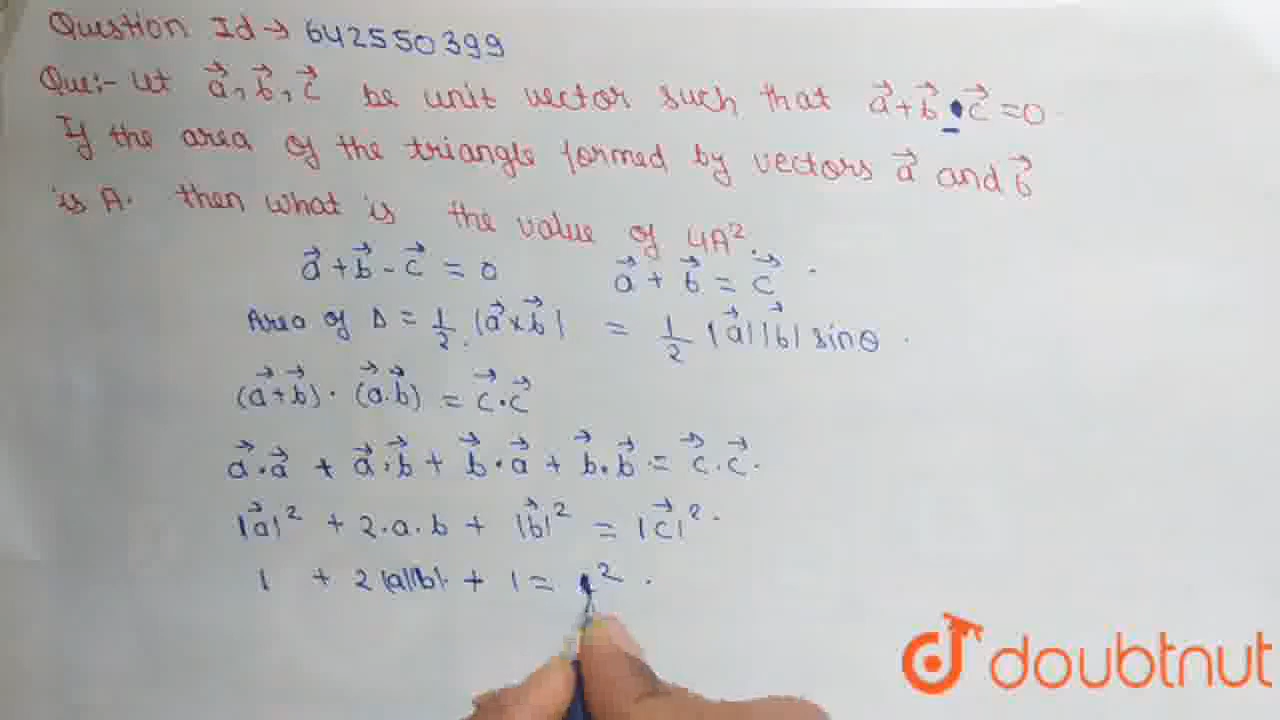 Question Id → 642550399
Que:- Let a⃗, b⃗, c⃗ be unit vector such that a⃗ + b⃗ - c⃗ = 0.
If the area of the triangle formed by vectors a⃗ and b⃗
is A. then what is the value of 4A².
a⃗ + b⃗ - c⃗ = 0 a⃗ + b⃗ = c⃗ .
Area of Δ = 1/2. |a⃗ x b⃗| = 1/2 |a⃗| |b⃗| sinθ .
(a⃗ + b⃗) . (a⃗ . b⃗) = c⃗ . c⃗
a⃗ . a⃗ + a⃗ . b⃗ + b⃗ . a⃗ + b⃗ . b⃗ = c⃗ . c⃗ .
|a⃗|² + 2 . a . b + |b⃗|² = |c⃗|² .
1 + 2 |a||b| + 1 = 1² .
doubtnut